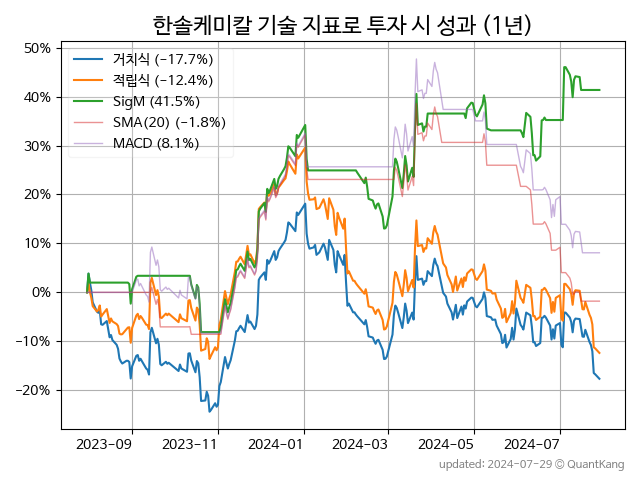 한솔케미칼 기술 지표로 투자 시 성과 (1년)
50%
40%
30%
20%
10%
0%
−10%
−20%
거치식 (−17.7%)
적립식 (−12.4%)
SigM (41.5%)
SMA(20) (−1.8%)
MACD (8.1%)
2023-09 2023-11 2024-01 2024-03 2024-05 2024-07
updated: 2024-07-29 © QuantKang